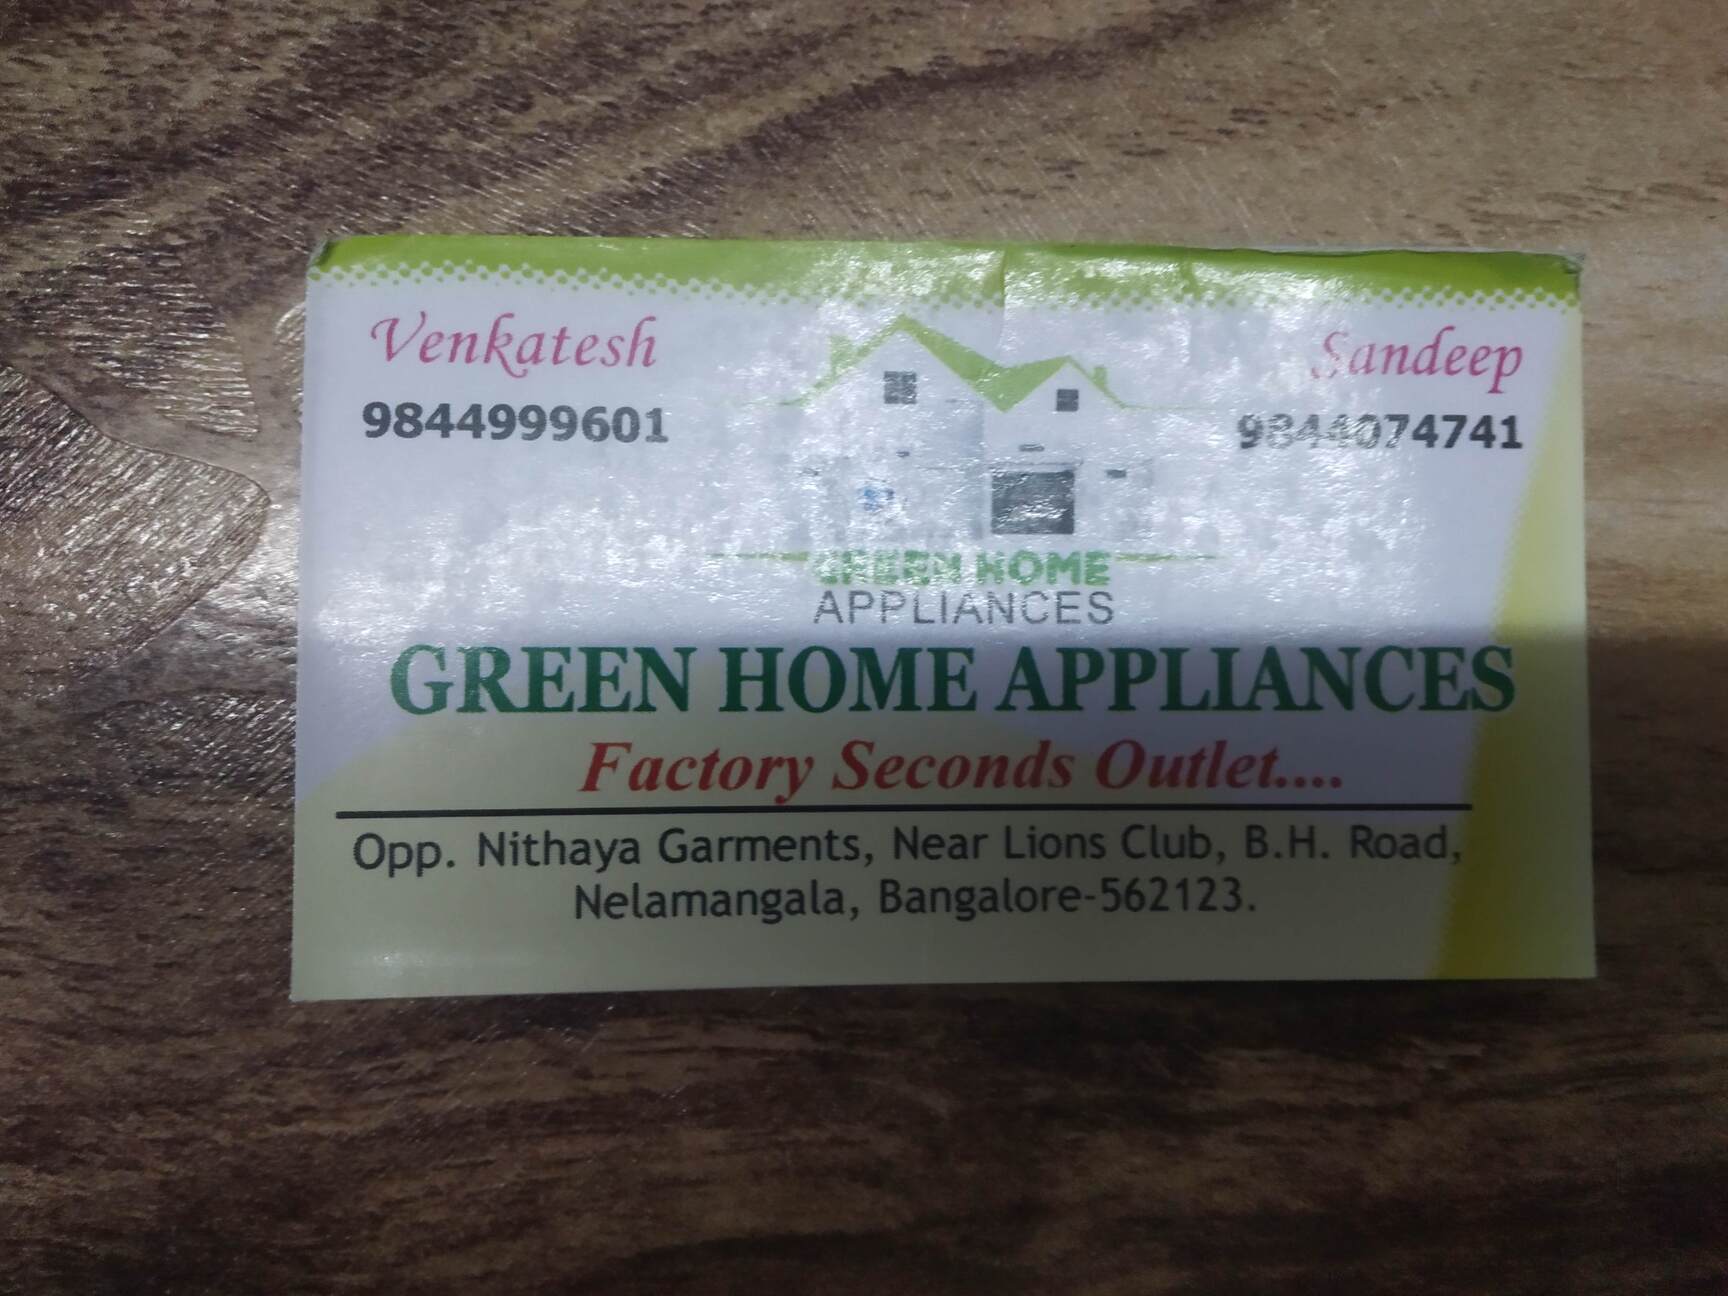 Venkatesh
Sandeep
9844999601
9844074741
GREEN HOME
APPLIANCES
GREEN HOME APPLIANCES
Factory Seconds Outlet....
Opp. Nithaya Garments, Near Lions Club, B.H. Road,
Nelamangala, Bangalore-562123.